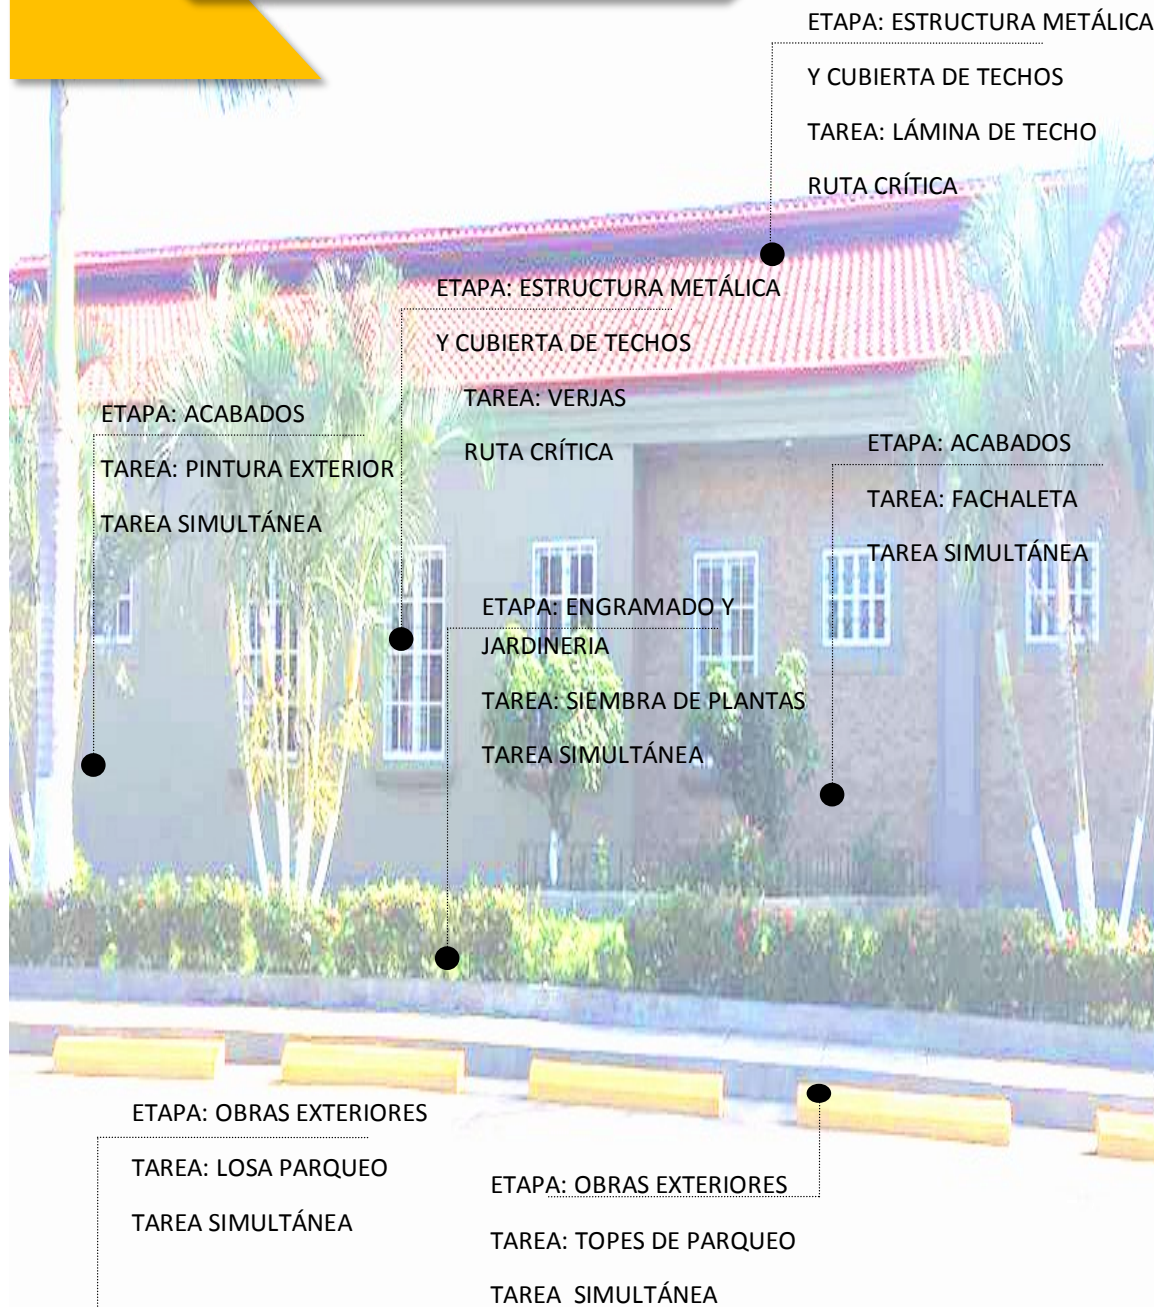 ETAPA: ESTRUCTURA METÁLICA
Y CUBIERTA DE TECHOS
TAREA: LÁMINA DE TECHO
RUTA CRÍTICA
ETAPA: ESTRUCTURA METÁLICA
Y CUBIERTA DE TECHOS
TAREA: VERJAS
RUTA CRÍTICA
ETAPA: ACABADOS
TAREA: PINTURA EXTERIOR
TAREA SIMULTÁNEA
ETAPA: ACABADOS
TAREA: FACHALETA
TAREA SIMULTÁNEA
ETAPA: ENGRAMADO Y
JARDINERIA
TAREA: SIEMBRA DE PLANTAS
TAREA SIMULTÁNEA
ETAPA: OBRAS EXTERIORES
TAREA: LOSA PARQUEO
TAREA SIMULTÁNEA
ETAPA: OBRAS EXTERIORES
TAREA: TOPES DE PARQUEO
TAREA SIMULTÁNEA